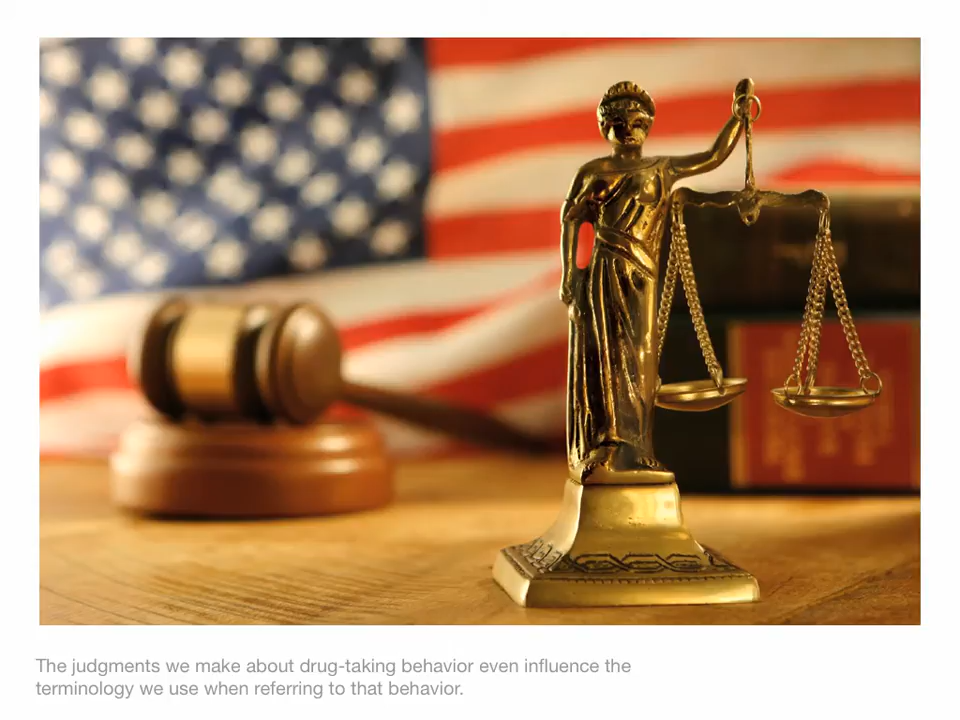 The judgments we make about drug-taking behavior even influence the
terminology we use when referring to that behavior.